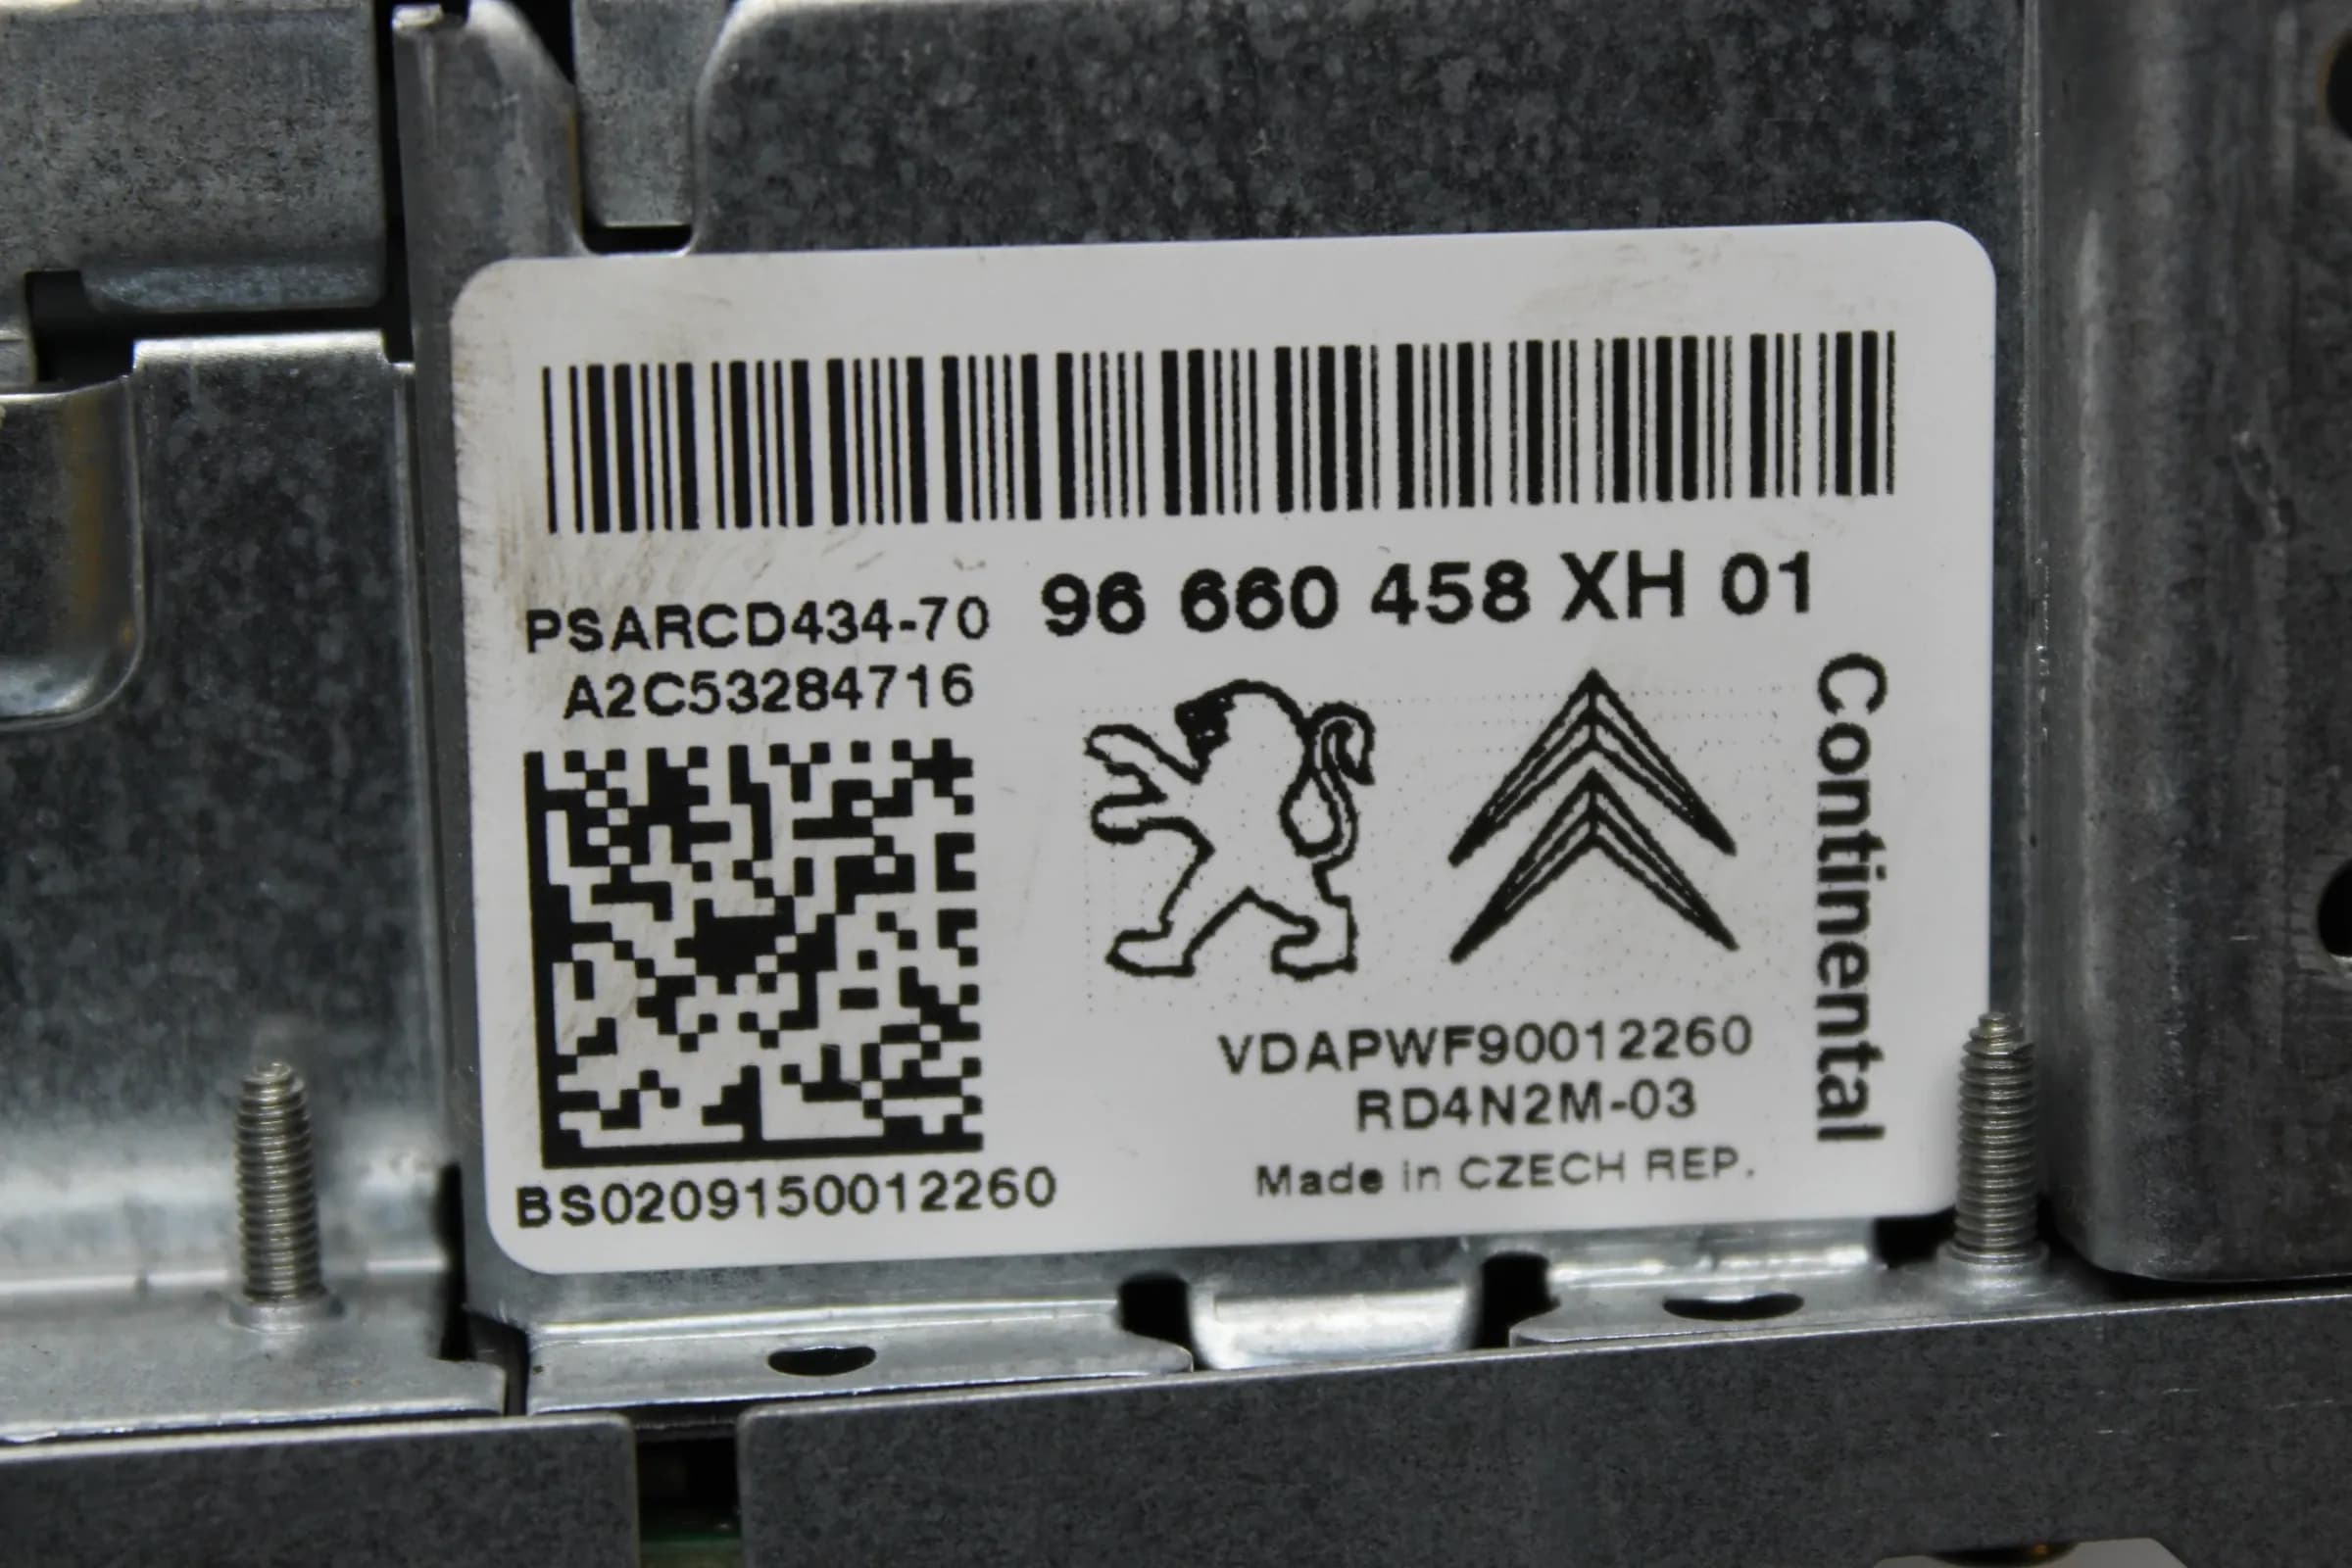 PSARCD434-70
96 660 458 XH 01
A2C53284716
Continental
VDAPWF90012260
RD4N2M-03
Made in CZECH REP.
BS0209150012260